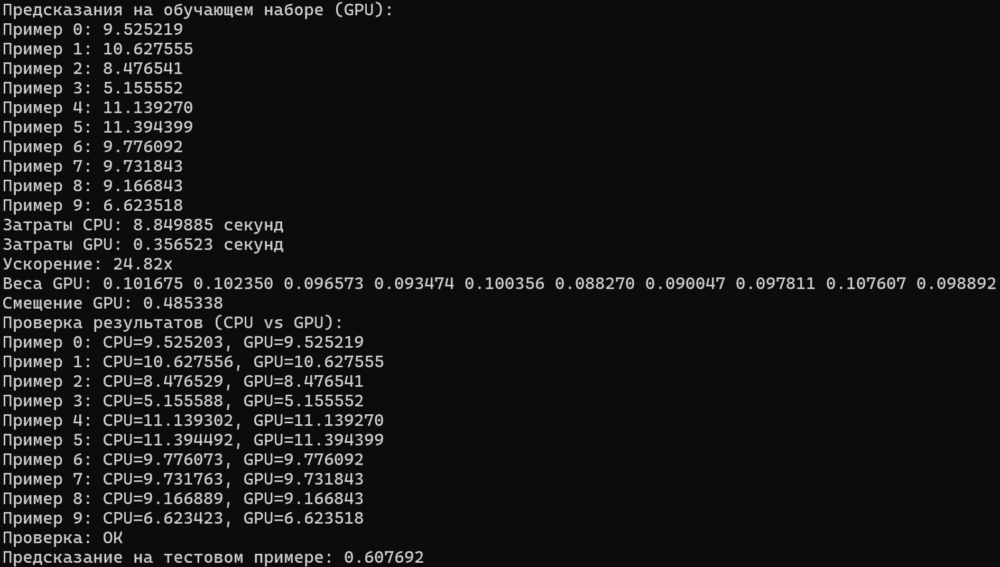 Предсказания на обучающем наборе (GPU):
Пример 0: 9.525219
Пример 1: 10.627555
Пример 2: 8.476541
Пример 3: 5.155552
Пример 4: 11.139270
Пример 5: 11.394399
Пример 6: 9.776092
Пример 7: 9.731843
Пример 8: 9.166843
Пример 9: 6.623518
Затраты CPU: 8.849885 секунд
Затраты GPU: 0.356523 секунд
Ускорение: 24.82x
Веса GPU: 0.101675 0.102350 0.096573 0.093474 0.100356 0.088270 0.090047 0.097811 0.107607 0.098892
Смещение GPU: 0.485338
Проверка результатов (CPU vs GPU):
Пример 0: CPU=9.525203, GPU=9.525219
Пример 1: CPU=10.627556, GPU=10.627555
Пример 2: CPU=8.476529, GPU=8.476541
Пример 3: CPU=5.155588, GPU=5.155552
Пример 4: CPU=11.139302, GPU=11.139270
Пример 5: CPU=11.394492, GPU=11.394399
Пример 6: CPU=9.776073, GPU=9.776092
Пример 7: CPU=9.731763, GPU=9.731843
Пример 8: CPU=9.166889, GPU=9.166843
Пример 9: CPU=6.623423, GPU=6.623518
Проверка: OK
Предсказание на тестовом примере: 0.607692